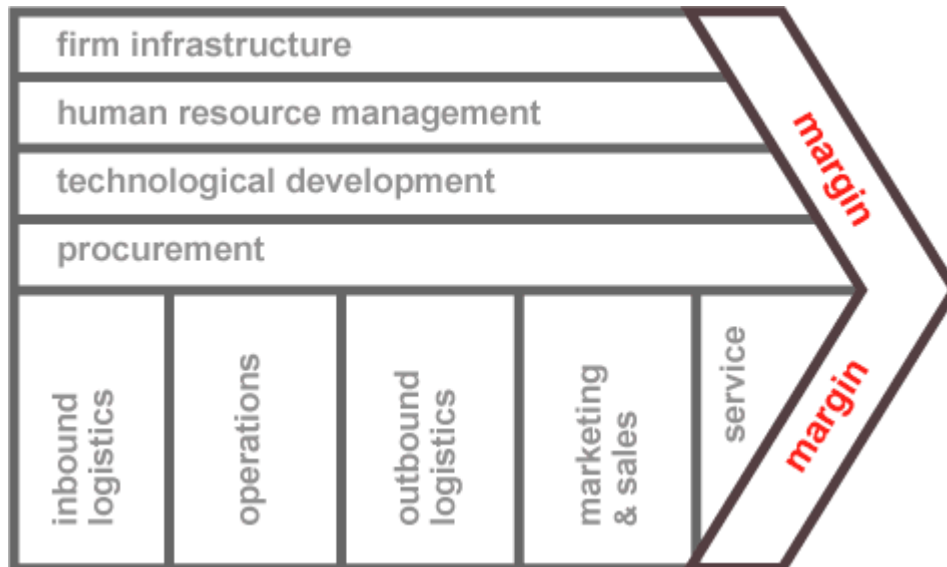 firm infrastructure
human resource management
technological development
procurement
inbound
logistics
operations
outbound
logistics
marketing
& sales
service
margin
margin